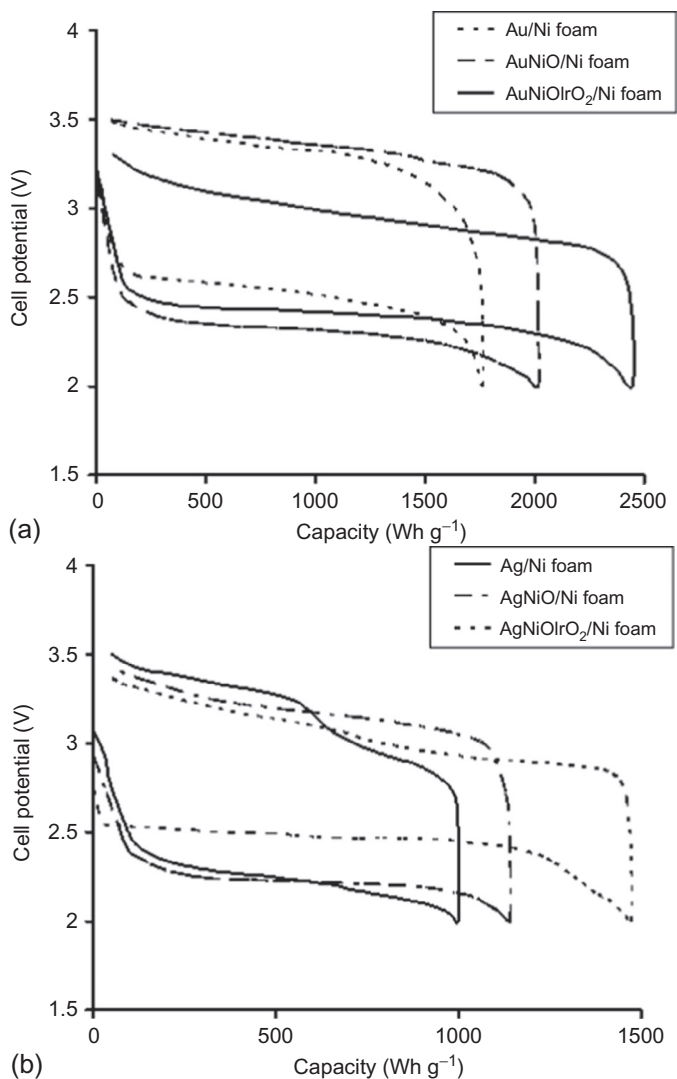 4
3.5
3
2.5
2
1.5
Cell potential (V)
Au/Ni foam
AuNiO/Ni foam
AuNiOIrO₂/Ni foam
0 500 1000 1500 2000 2500
(a)
Capacity (Wh g⁻¹)
4
3.5
3
2.5
2
1.5
Cell potential (V)
Ag/Ni foam
AgNiO/Ni foam
AgNiOIrO₂/Ni foam
0 500 1000 1500
(b)
Capacity (Wh g⁻¹)